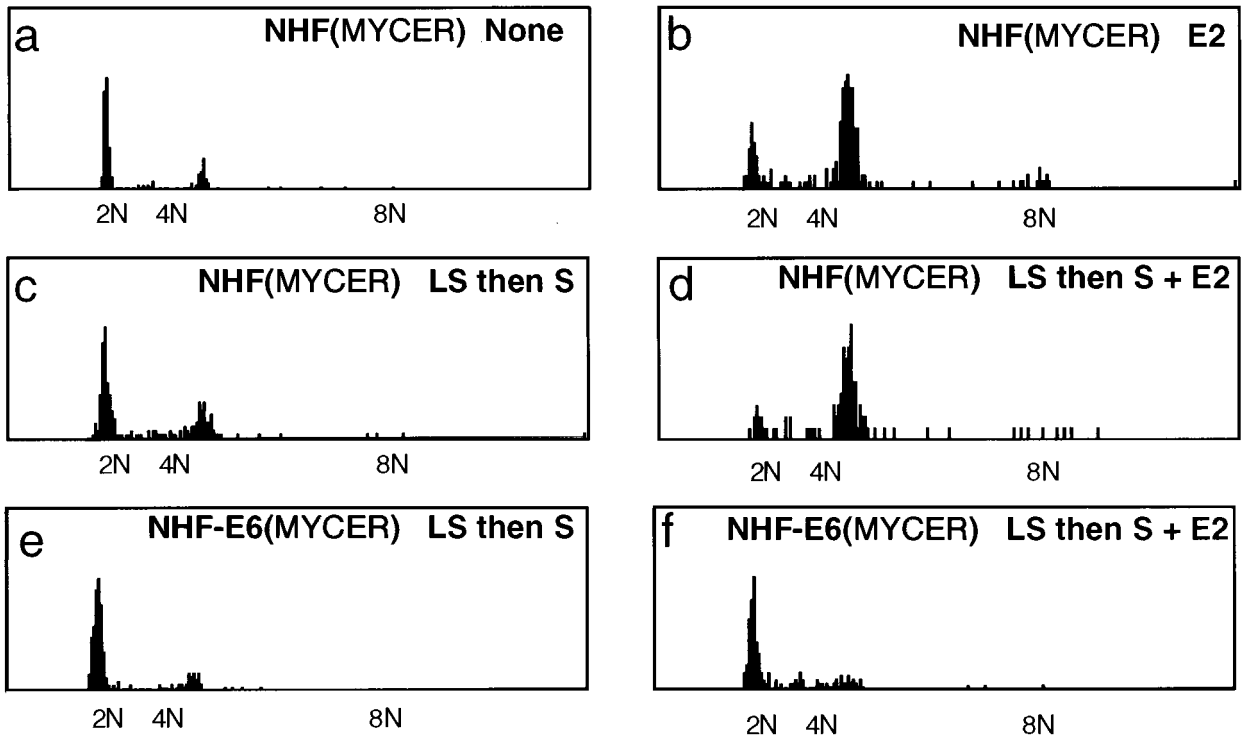 a NHF(MYCER) None
2N 4N 8N
b NHF(MYCER) E2
2N 4N 8N
c NHF(MYCER) LS then S
2N 4N 8N
d NHF(MYCER) LS then S + E2
2N 4N 8N
e NHF-E6(MYCER) LS then S
2N 4N 8N
f NHF-E6(MYCER) LS then S + E2
2N 4N 8N